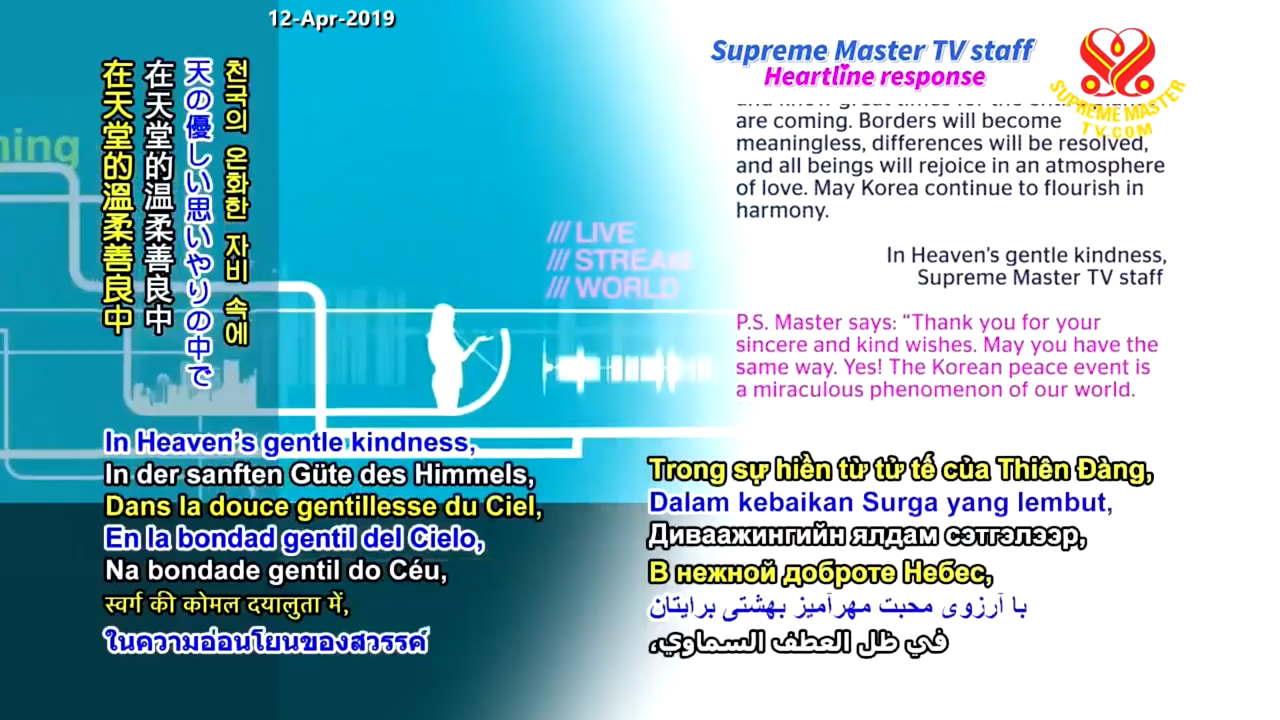 12-Apr-2019
Supreme Master TV staff
Heartline response
SUPREME MASTER
TV.COM
are coming. Borders will become
meaningless, differences will be resolved,
and all beings will rejoice in an atmosphere
of love. May Korea continue to flourish in
harmony.
In Heaven’s gentle kindness,
Supreme Master TV staff
P.S. Master says: “Thank you for your
sincere and kind wishes. May you have the
same way. Yes! The Korean peace event is
a miraculous phenomenon of our world.
천국의 온화한 자비 속에
天の優しい思いやりの中で
在天堂的温柔善良中
在天堂的溫柔善良中
ning
/// LIVE
/// STREAM
/// WORLD
In Heaven’s gentle kindness,
In der sanften Güte des Himmels,
Dans la douce gentillesse du Ciel,
En la bondad gentil del Cielo,
Na bondade gentil do Céu,
स्वर्ग की कोमल दयालुता में,
ในความอ่อนโยนของสวรรค์
Trong sự hiền từ tử tế của Thiên Đàng,
Dalam kebaikan Surga yang lembut,
Диваажингийн ялдам сэтгэлээр,
В нежной доброте Небес,
با آرزوی محبت مهرآمیز بهشتی برایتان
في ظل العطف السماوي،